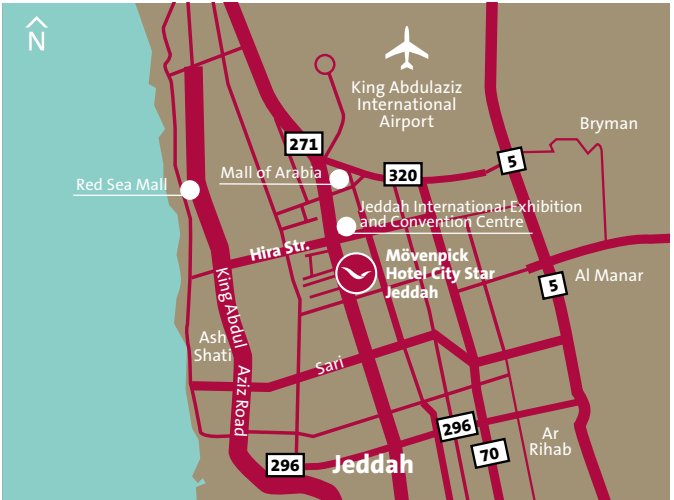 N
King Abdulaziz
International
Airport
Bryman
271
5
Mall of Arabia
320
Red Sea Mall
Jeddah International Exhibition
and Convention Centre
Hira Str.
Mövenpick
Hotel City Star
Jeddah
Al Manar
5
King Abdul
Aziz Road
Ash
Shati
Sari
296
Ar
Rihab
70
296
Jeddah